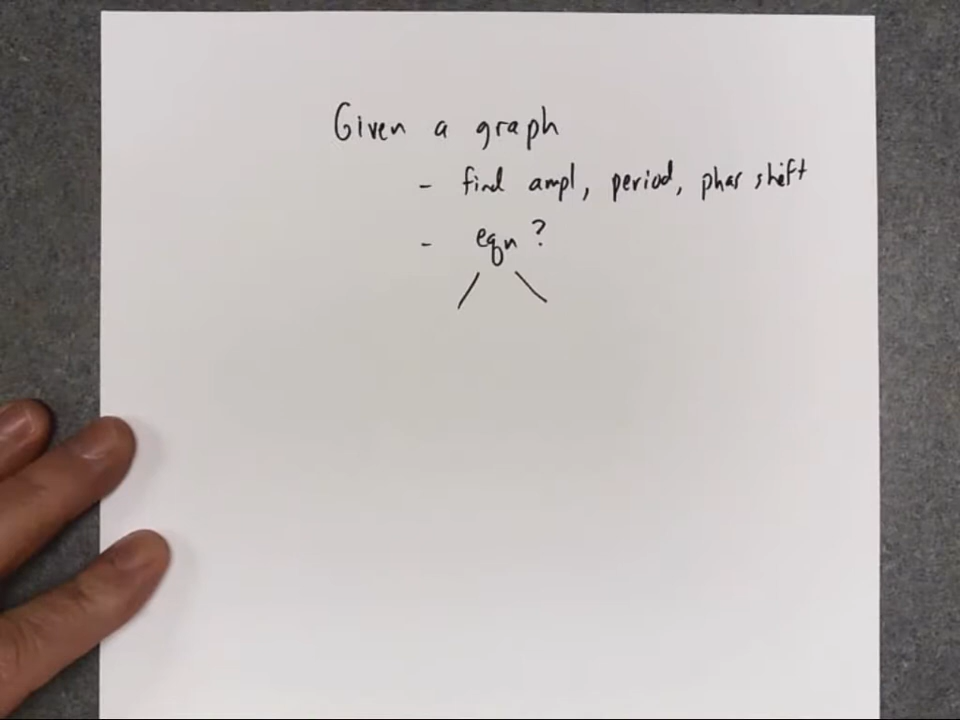 Given a graph
- find ampl, period, phas shift
- eqn ?